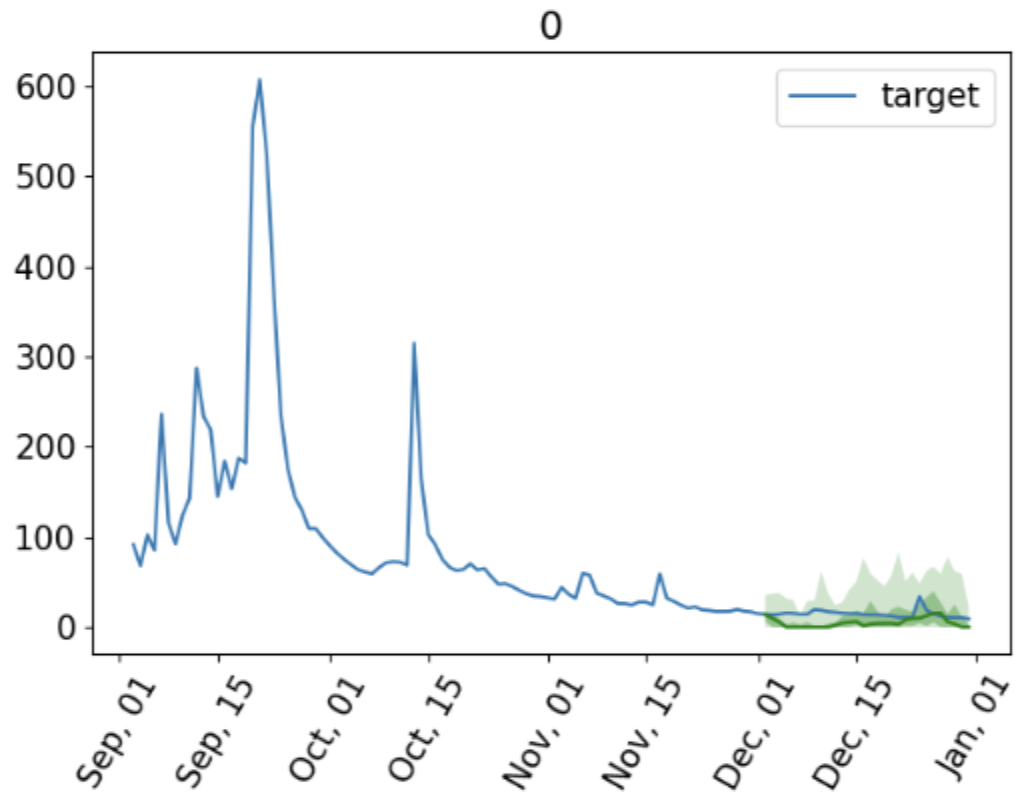 0
target
600
500
400
300
200
100
0
Sep, 01
Sep, 15
Oct, 01
Oct, 15
Nov, 01
Nov, 15
Dec, 01
Dec, 15
Jan, 01